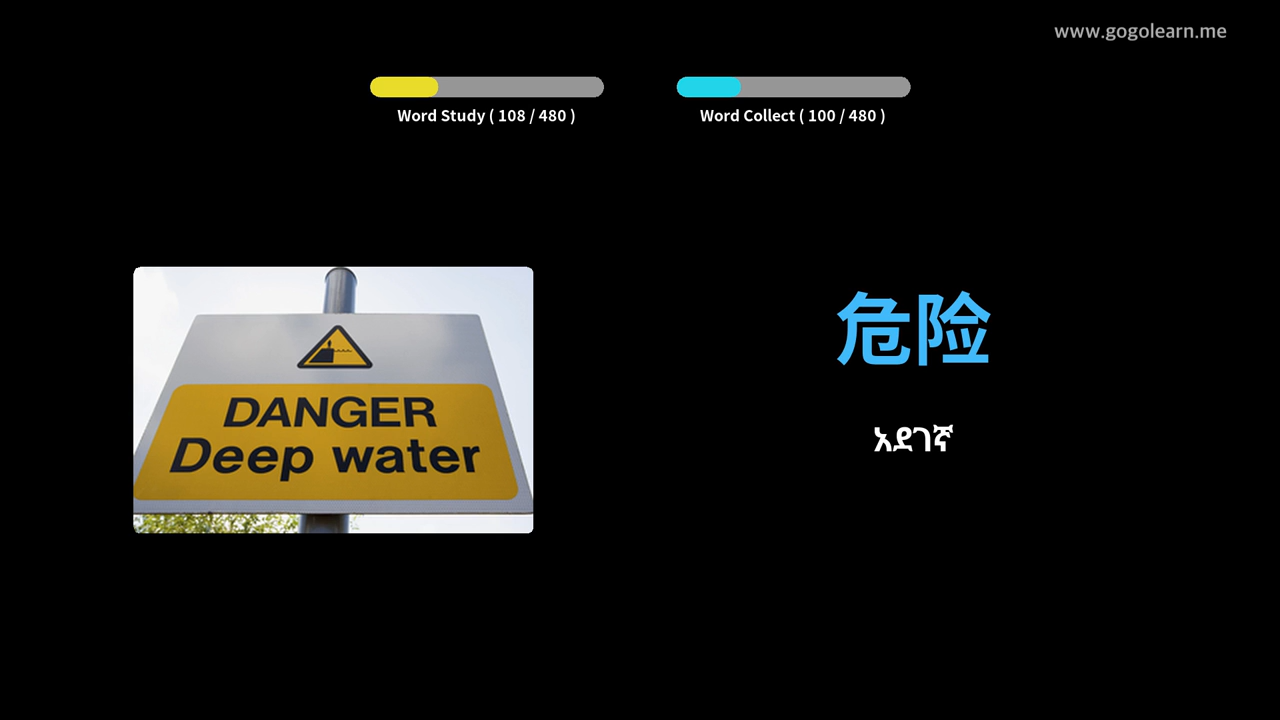 www.gogolearn.me
Word Study ( 108 / 480 )
Word Collect ( 100 / 480 )
DANGER
Deep water
危险
አደገኛ